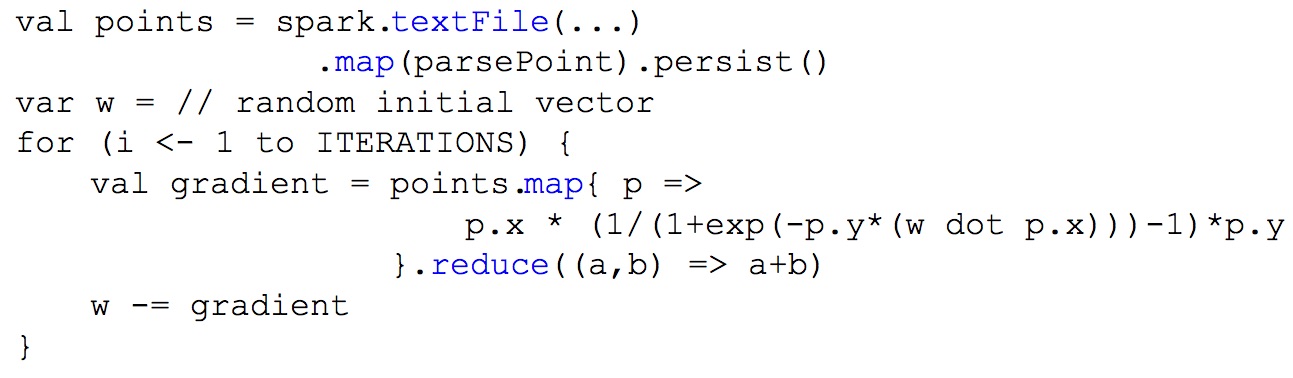 val points = spark.textFile(...)
.map(parsePoint).persist()
var w = // random initial vector
for (i <- 1 to ITERATIONS) {
val gradient = points.map{ p =>
p.x * (1/(1+exp(-p.y*(w dot p.x)))-1)*p.y
}.reduce((a,b) => a+b)
w -= gradient
}